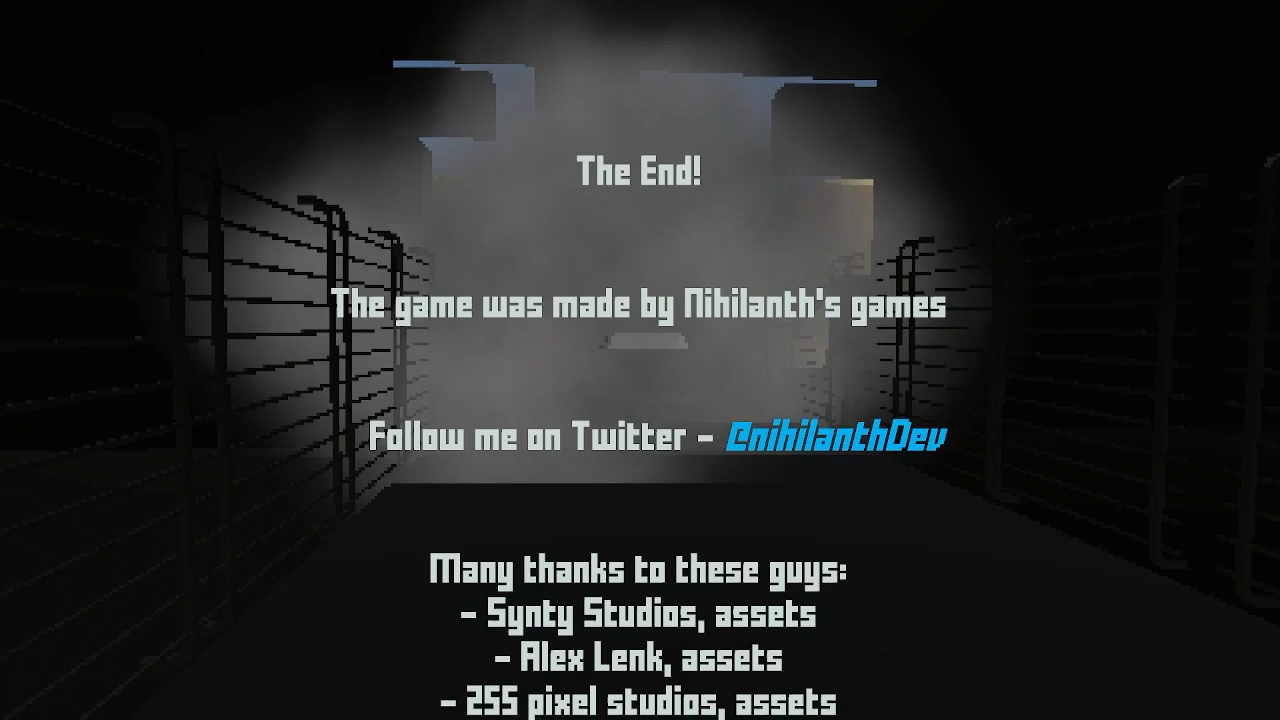 The End!
The game was made by Nihilanth's games
Follow me on Twitter - @nihilanthDev
Many thanks to these guys:
- Synty Studios, assets
- Alex Lenk, assets
- 255 pixel studios, assets